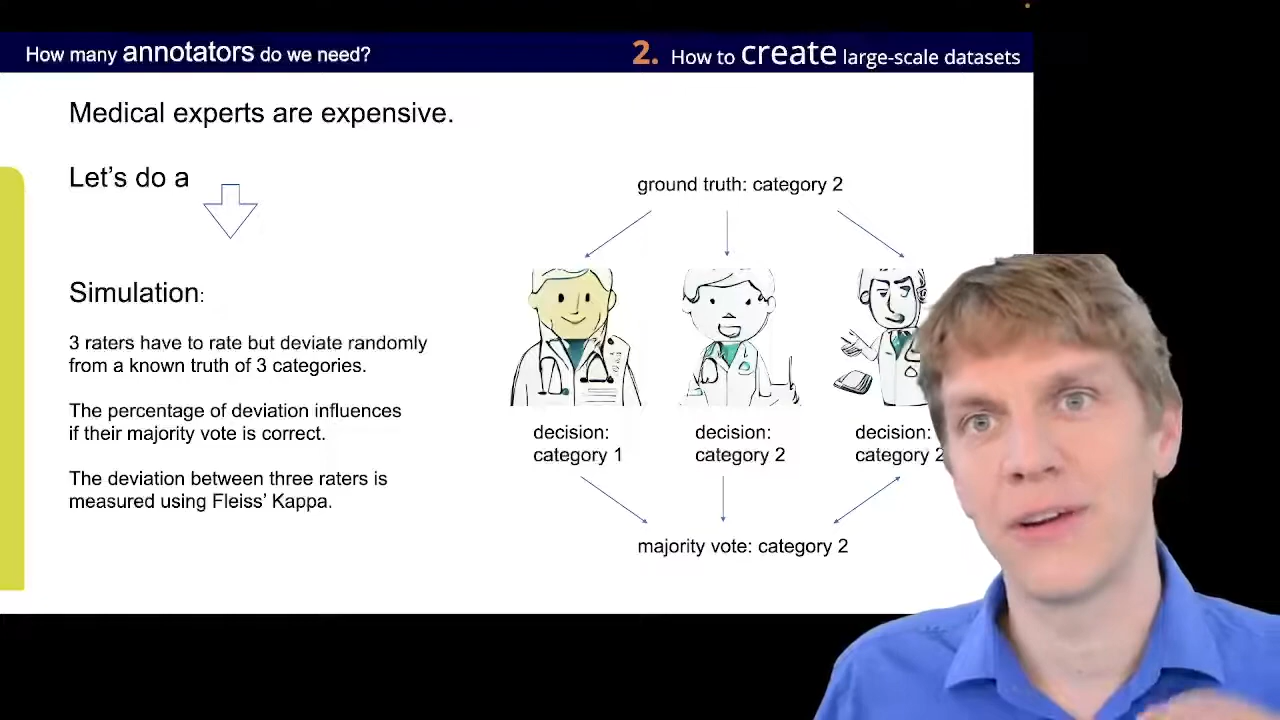 How many annotators do we need?
2. How to create large-scale datasets
Medical experts are expensive.
Let's do a
Simulation:
3 raters have to rate but deviate randomly
from a known truth of 3 categories.
The percentage of deviation influences
if their majority vote is correct.
The deviation between three raters is
measured using Fleiss' Kappa.
ground truth: category 2
decision:
category 1
decision:
category 2
decision:
category 2
majority vote: category 2